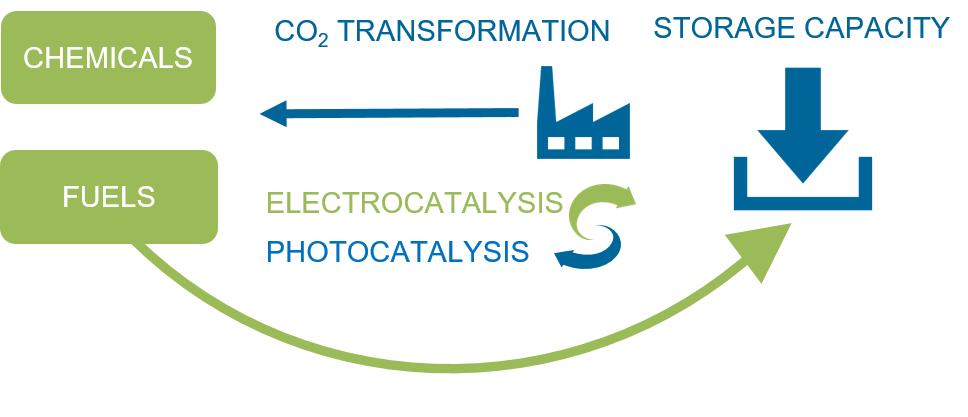 CHEMICALS
CO2 TRANSFORMATION
STORAGE CAPACITY
FUELS
ELECTROCATALYSIS
PHOTOCATALYSIS